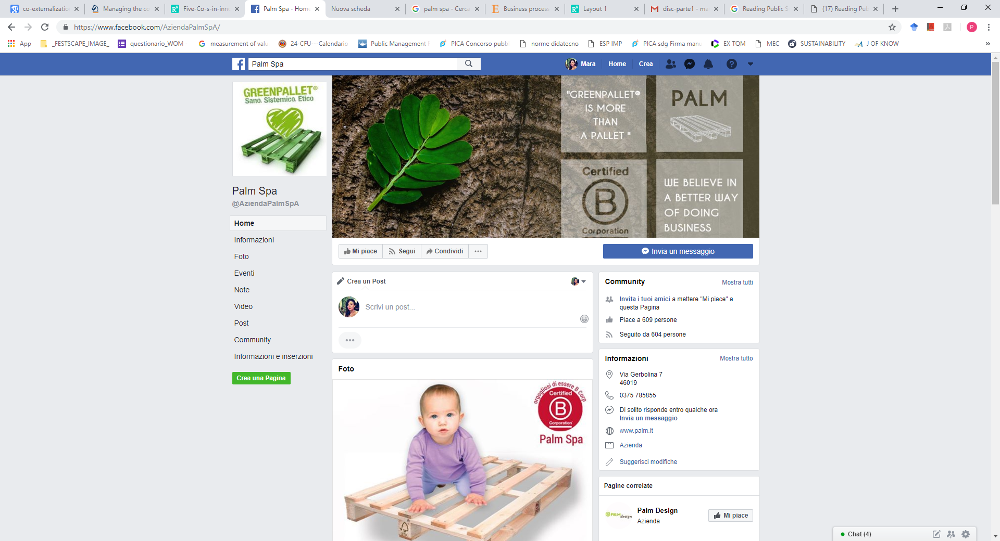 co-externalization
Managing the co
Five-Co-s-in-inno
Palm Spa - Home
Nuova scheda
palm spa - Cerca
Business process
Layout 1
disc-parte1 - ma
Reading Public S
(17) Reading Pub
https://www.facebook.com/AziendaPalmSpA/
P
App
_FESTSCAPE_IMAGE_
questionario_WOM -
measurement of valu
24-CFU---Calendario
Public Management
PICA Concorso pubbl
norme didatecno
ESP IMP
PICA sdg Firma manu
EX TQM
MEC
SUSTAINABILITY
J OF KNOW
Palm Spa
Mara
Home
Crea
GREENPALLET®
Sano. Sistemico. Etico
"GREENPALLET®
IS MORE
THAN
A PALLET "
PALM
Certified
B
Corporation
WE BELIEVE IN
A BETTER WAY
OF DOING
BUSINESS
Palm Spa
@AziendaPalmSpA
Home
Informazioni
Foto
Eventi
Note
Video
Post
Community
Informazioni e inserzioni
Crea una Pagina
Mi piace
Segui
Condividi
Invia un messaggio
Crea un Post
Scrivi un post...
Foto
orgogliosi di essere B Corp
Certified
B
Corporation
Palm Spa
FSC
Community
Mostra tutti
Invita i tuoi amici a mettere "Mi piace" a
questa Pagina
Piace a 609 persone
Seguito da 604 persone
Informazioni
Mostra tutto
Via Gerbolina 7
46019
0375 785855
Di solito risponde entro qualche ora
Invia un messaggio
www.palm.it
Azienda
Suggerisci modifiche
Pagine correlate
PALM design
Palm Design
Azienda
Mi piace
Chat (4)